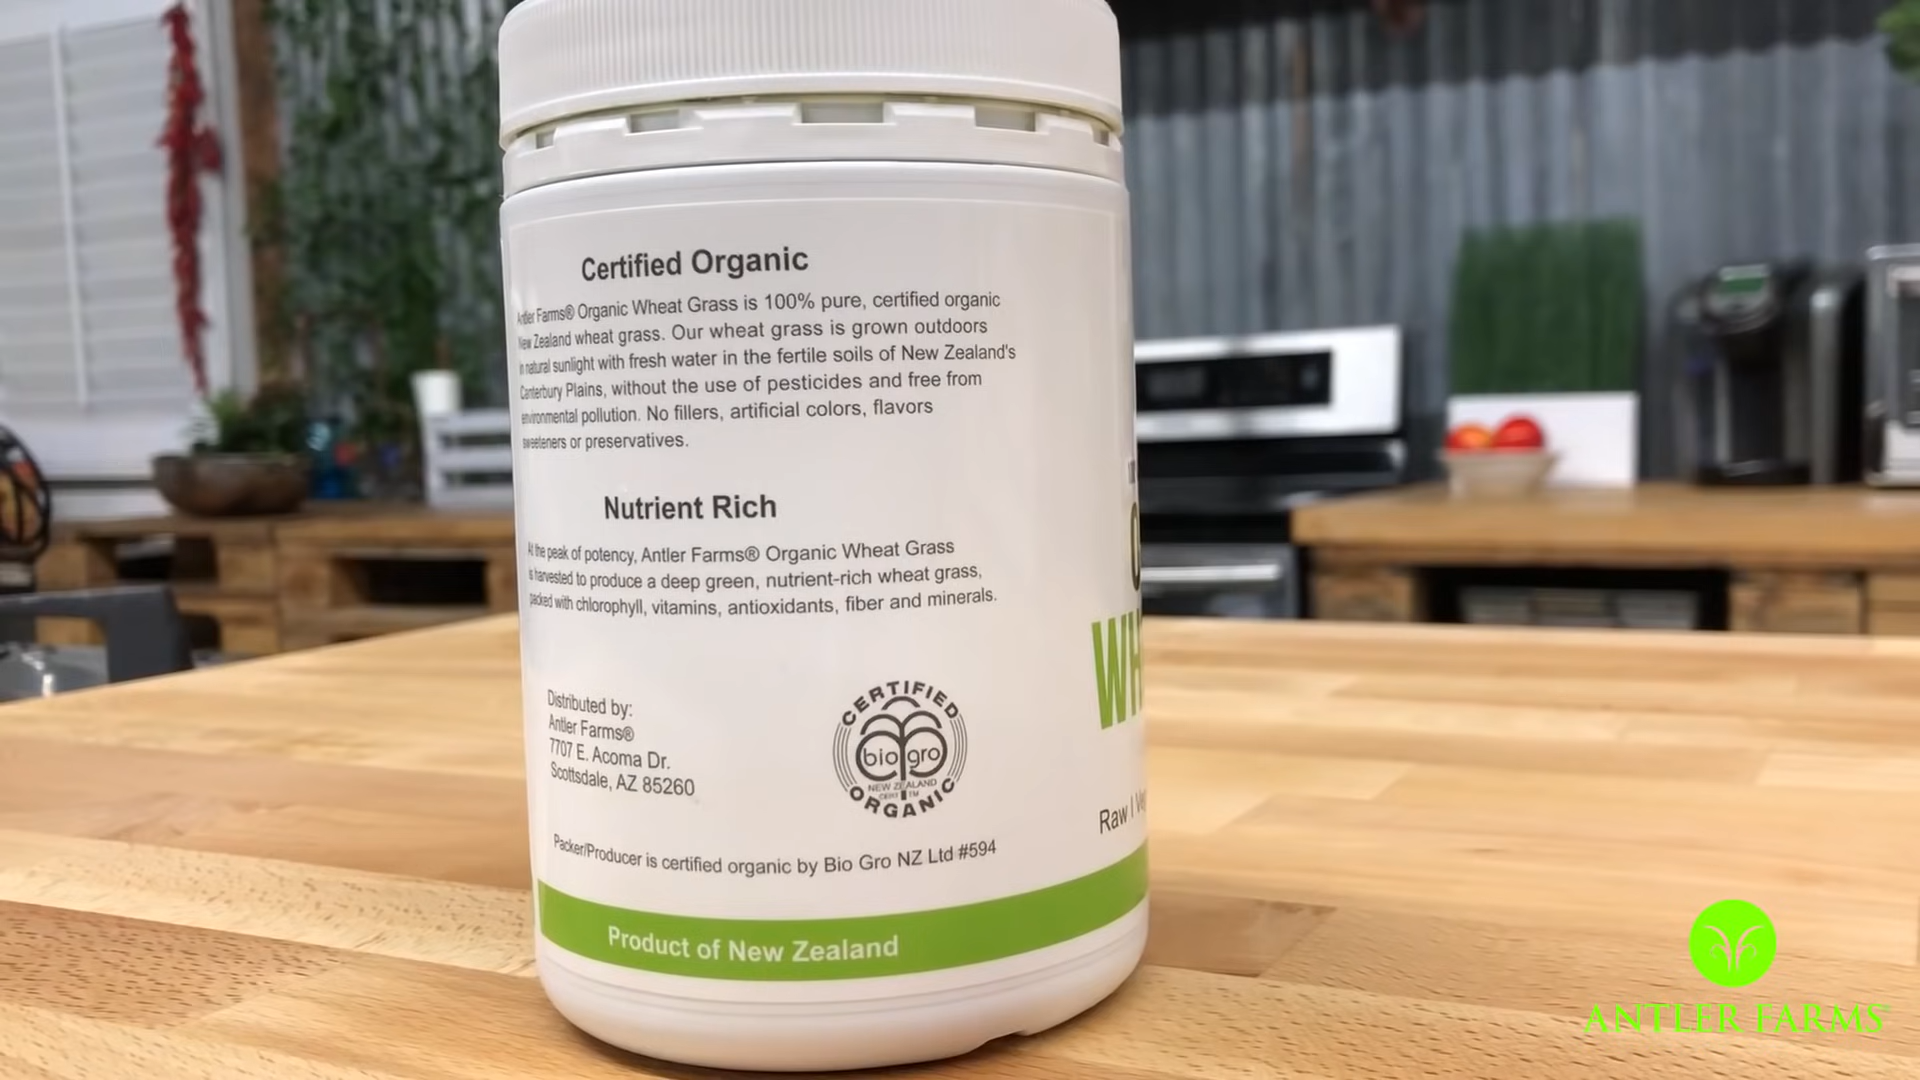 Certified Organic
Antler Farms® Organic Wheat Grass is 100% pure, certified organic
New Zealand wheat grass. Our wheat grass is grown outdoors
in natural sunlight with fresh water in the fertile soils of New Zealand's
Canterbury Plains, without the use of pesticides and free from
environmental pollution. No fillers, artificial colors, flavors
sweeteners or preservatives.
Nutrient Rich
At the peak of potency, Antler Farms® Organic Wheat Grass
is harvested to produce a deep green, nutrient-rich wheat grass,
packed with chlorophyll, vitamins, antioxidants, fiber and minerals.
Distributed by:
Antler Farms®
7707 E. Acoma Dr.
Scottsdale, AZ 85260
CERTIFIED
bio gro
NEW ZEALAND
ORGANIC
Packer/Producer is certified organic by Bio Gro NZ Ltd #594
Product of New Zealand
WH
Raw |
ANTLER FARMS